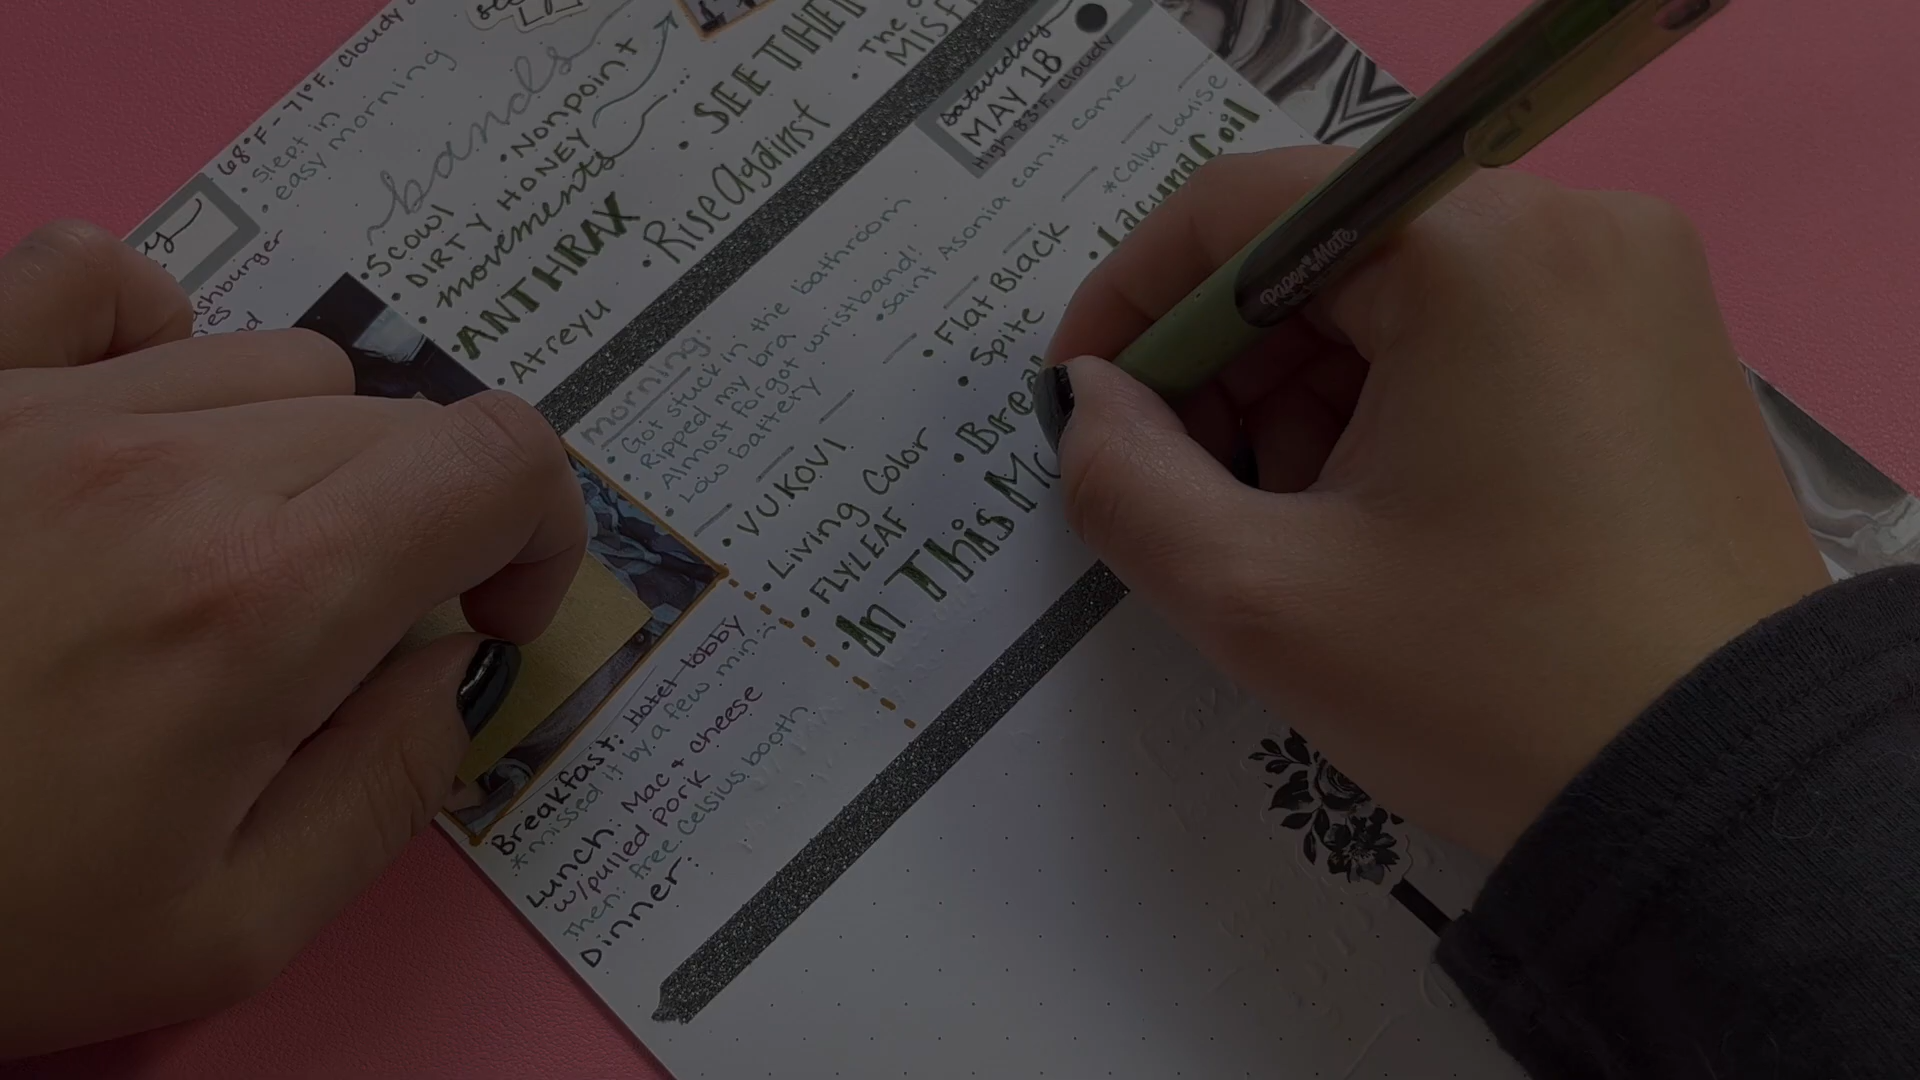 68°F - 71°F. Cloudy
• slept in
• easy morning
bands
• Scowl
• Nonpoint
• DIRTY HONEY
• movements
• ANTHRAX
• Atreyu
• Rise Against
• SEE THE
The
MISF
Saturday
MAY 18
High 83°F. Cloudy
morning:
• Got stuck in the bathroom
• Ripped my bra
• Almost forgot wristband!
• Low battery
• Saint Asonia can't come
• VUKOVI
• Living Color
• FLYLEAF
• In This Mo
• Flat Black
• Spite
• Brea
*Calva Louise
• Lacuna Coil
Breakfast: Hotel lobby
*missed it by a few min
Lunch: Mac & cheese
w/pulled pork
Then: free Celsius booth
Dinner:
Paper Mate